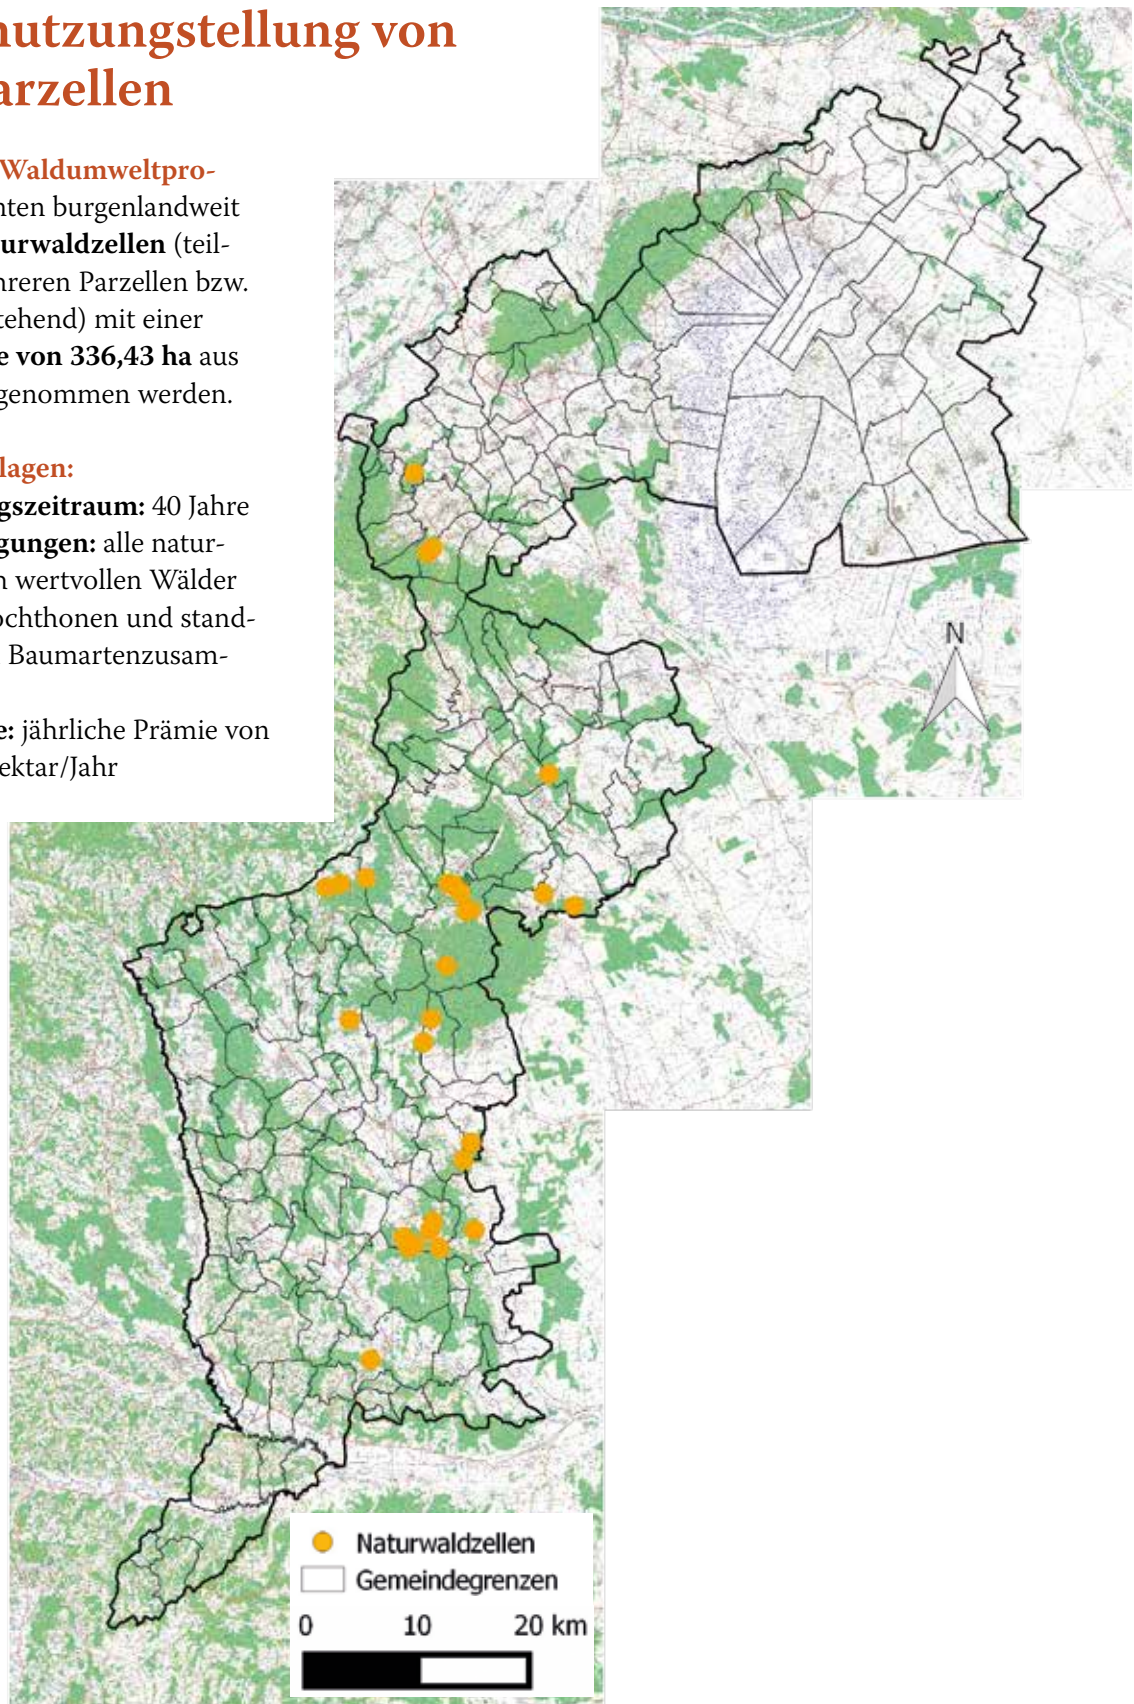 nutzungstellung von
arzellen
Waldumweltpro-
nten burgenlandweit
urwaldzellen (teil-
hreren Parzellen bzw.
tehend) mit einer
e von 336,43 ha aus
genommen werden.
lagen:
gszeitraum: 40 Jahre
gungen: alle natur-
n wertvollen Wälder
ochthonen und stand-
Baumartenzusam-
e: jährliche Prämie von
ektar/Jahr
N
Naturwaldzellen
Gemeindegrenzen
0 10 20 km